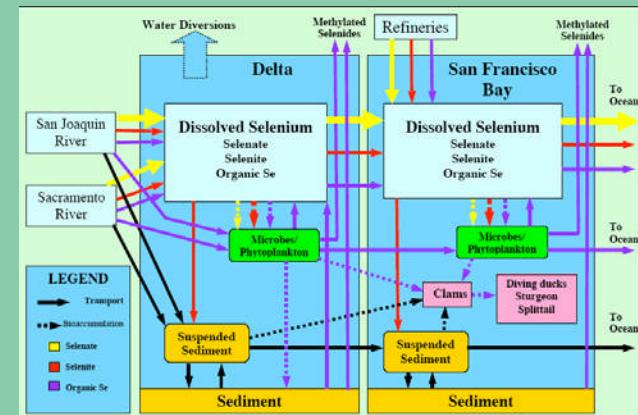 Water Diversions
Methylated
Selenides
Refineries
Methylated
Selenides
Delta
San Francisco
Bay
To
Ocean
San Joaquin
River
Sacramento
River
Dissolved Selenium
Selenate
Selenite
Organic Se
Dissolved Selenium
Selenate
Selenite
Organic Se
To
Ocean
Microbes/
Phytoplankton
Microbes/
Phytoplankton
To
Ocean
LEGEND
Transport
Bioaccumulation
Selenate
Selenite
Organic Se
Clams
Diving ducks
Sturgeon
Splittail
Suspended
Sediment
Suspended
Sediment
To
Ocean
Sediment
Sediment